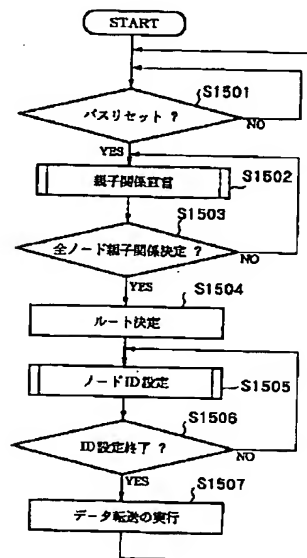 START
S1501
バスリセット ?
NO
YES
S1502
親子関係宣言
S1503
全ノード親子関係決定 ?
NO
YES
S1504
ルート決定
ノードID設定
S1505
S1506
ID設定終了 ?
NO
YES
S1507
データ転送の実行